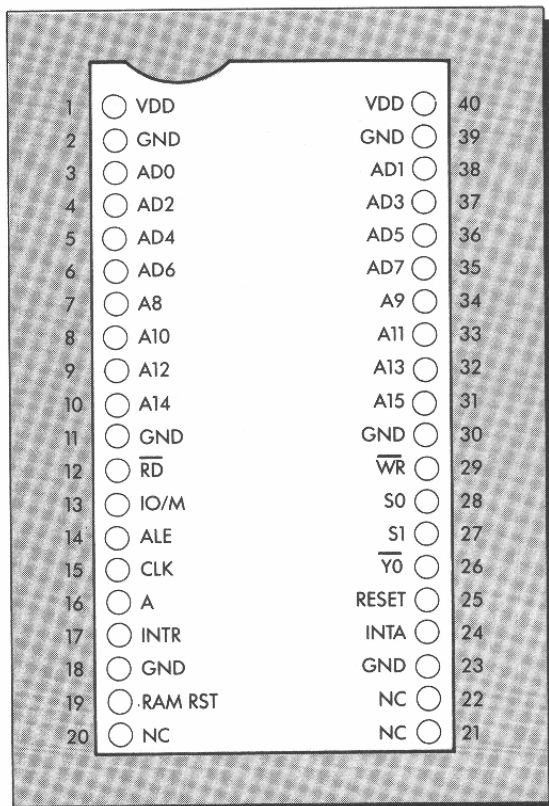 1 VDD VDD 40
2 GND GND 39
3 AD0 AD1 38
4 AD2 AD3 37
5 AD4 AD5 36
6 AD6 AD7 35
7 A8 A9 34
8 A10 A11 33
9 A12 A13 32
10 A14 A15 31
11 GND GND 30
12 R̅D̅ W̅R̅ 29
13 IO/M S0 28
14 ALE S1 27
15 CLK Y̅0̅ 26
16 A RESET 25
17 INTR INTA 24
18 GND GND 23
19 RAM RST NC 22
20 NC NC 21